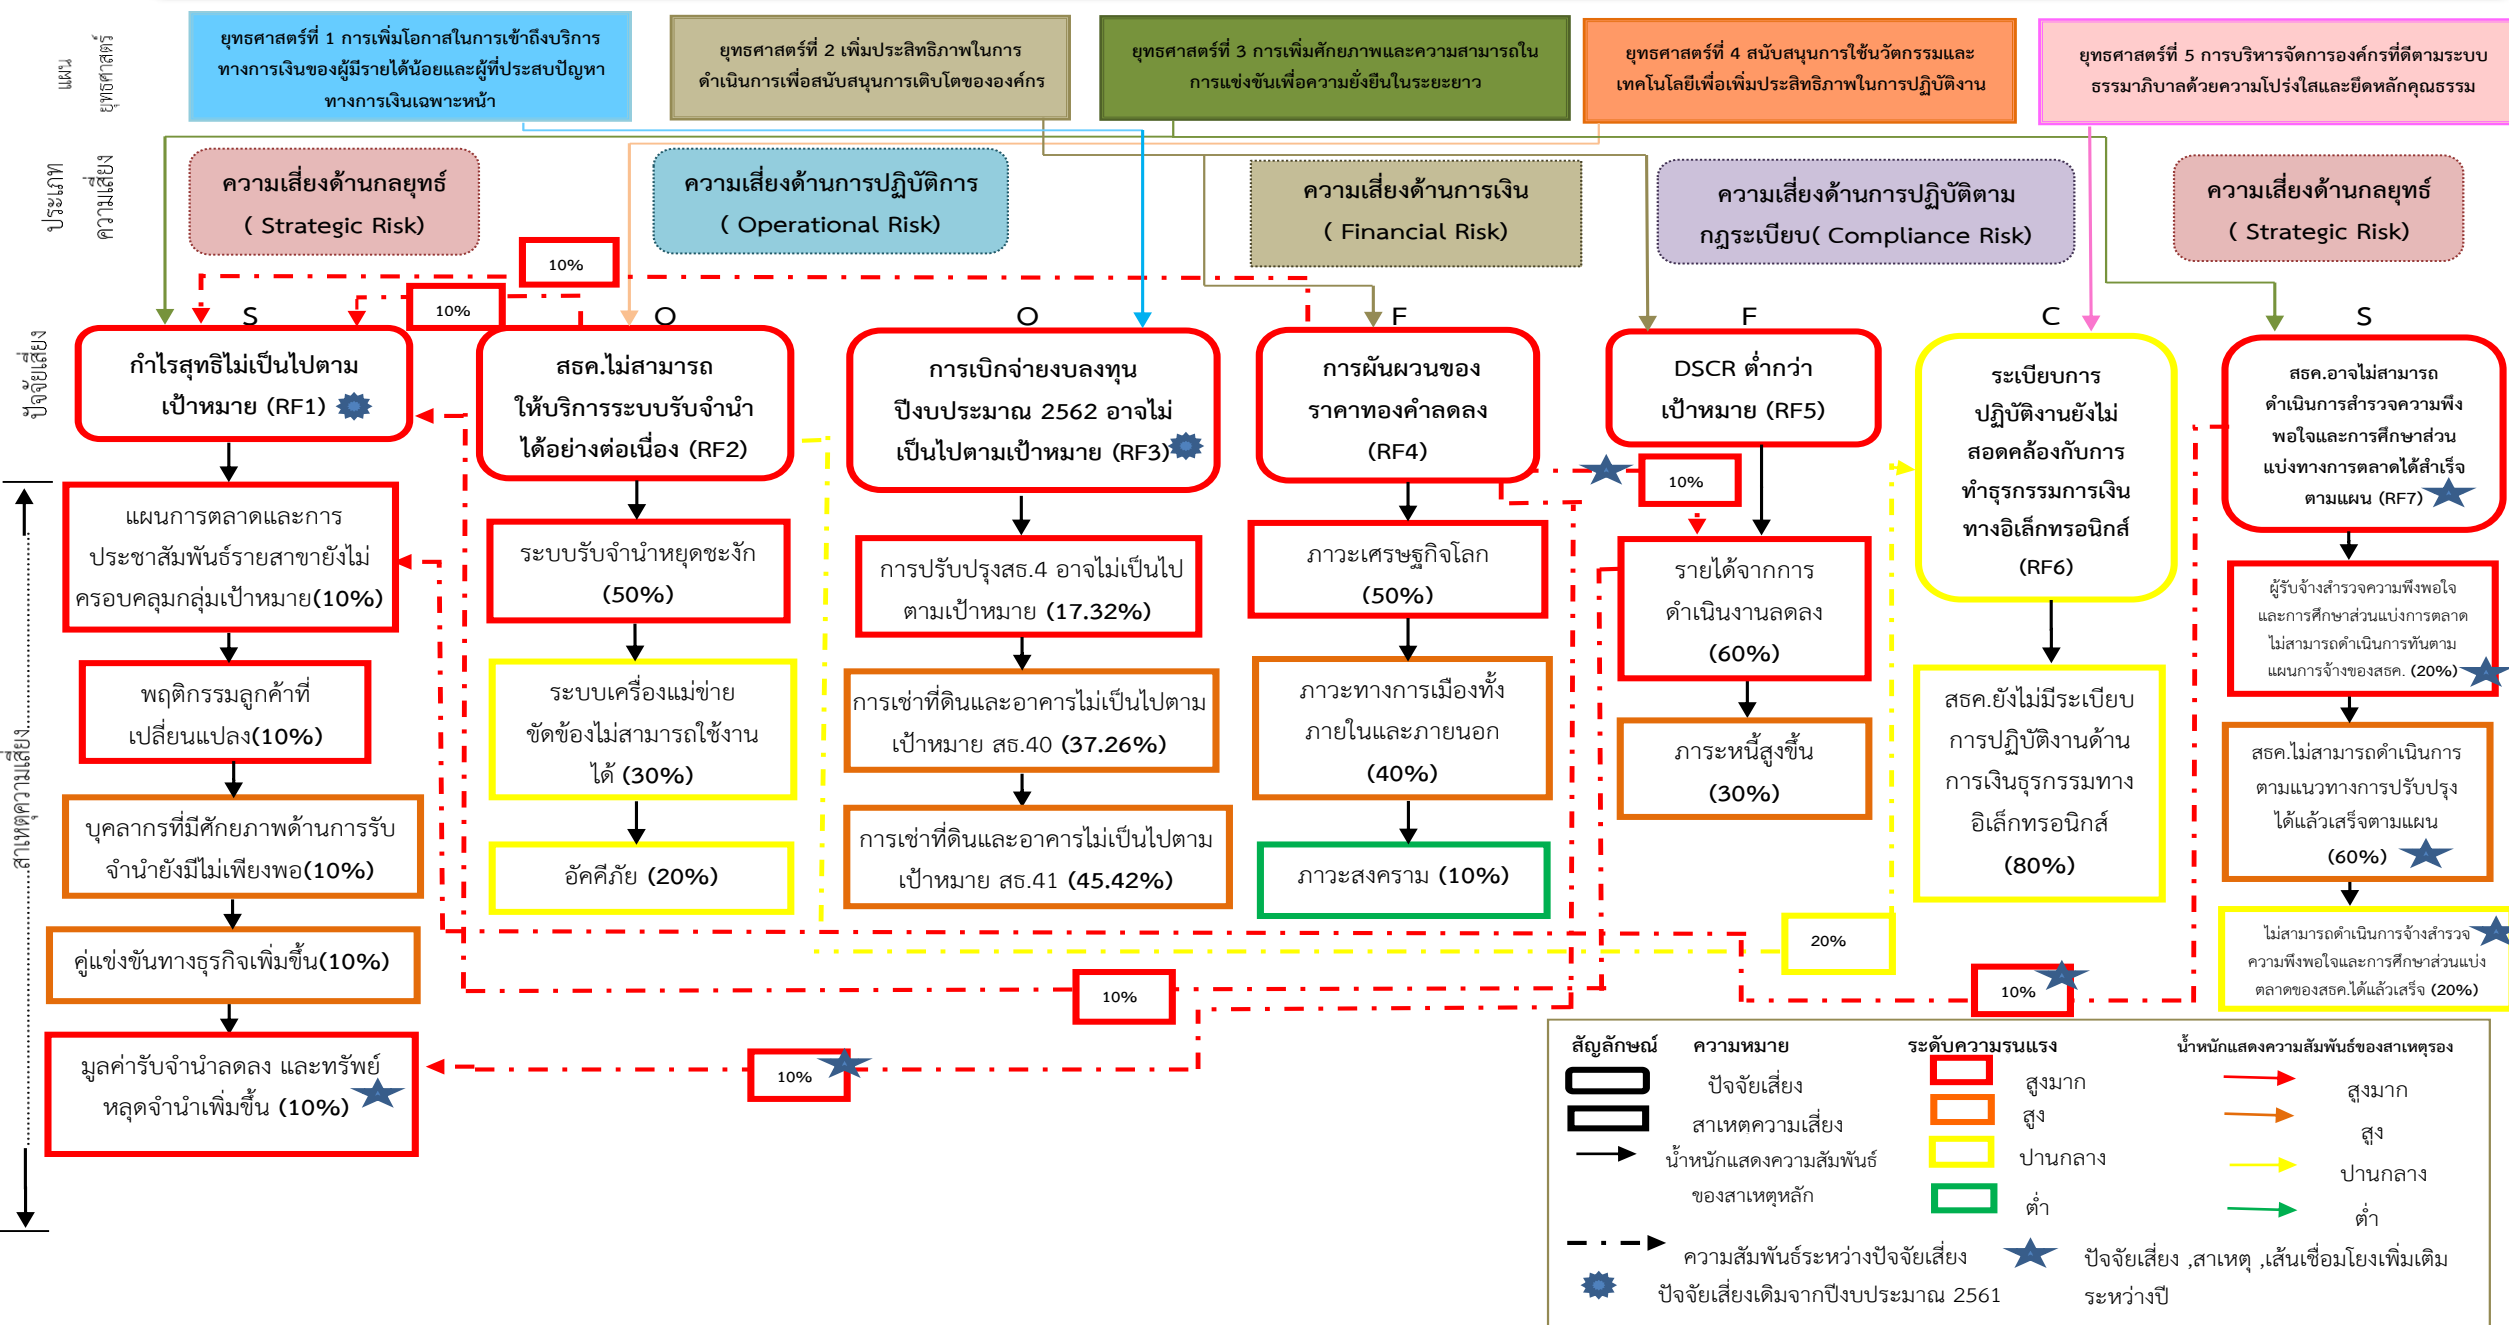 แผน
ยุทธศาสตร์
ยุทธศาสตร์ที่ 1 การเพิ่มโอกาสในการเข้าถึงบริการ
ทางการเงินของผู้มีรายได้น้อยและผู้ที่ประสบปัญหา
ทางการเงินเฉพาะหน้า
ยุทธศาสตร์ที่ 2 เพิ่มประสิทธิภาพในการ
ดำเนินการเพื่อสนับสนุนการเติบโตขององค์กร
ยุทธศาสตร์ที่ 3 การเพิ่มศักยภาพและความสามารถใน
การแข่งขันเพื่อความยั่งยืนในระยะยาว
ยุทธศาสตร์ที่ 4 สนับสนุนการใช้นวัตกรรมและ
เทคโนโลยีเพื่อเพิ่มประสิทธิภาพในการปฏิบัติงาน
ยุทธศาสตร์ที่ 5 การบริหารจัดการองค์กรที่ดีตามระบบ
ธรรมาภิบาลด้วยความโปร่งใสและยึดหลักคุณธรรม
ประเภท
ความเสี่ยง
ความเสี่ยงด้านกลยุทธ์
( Strategic Risk)
ความเสี่ยงด้านการปฏิบัติการ
( Operational Risk)
ความเสี่ยงด้านการเงิน
( Financial Risk)
ความเสี่ยงด้านการปฏิบัติตาม
กฎระเบียบ( Compliance Risk)
ความเสี่ยงด้านกลยุทธ์
( Strategic Risk)
10%
10%
S
O
O
F
F
C
S
ปัจจัยเสี่ยง
กำไรสุทธิไม่เป็นไปตาม
เป้าหมาย (RF1)
สธค.ไม่สามารถ
ให้บริการระบบรับจำนำ
ได้อย่างต่อเนื่อง (RF2)
การเบิกจ่ายงบลงทุน
ปีงบประมาณ 2562 อาจไม่
เป็นไปตามเป้าหมาย (RF3)
การผันผวนของ
ราคาทองคำลดลง
(RF4)
DSCR ต่ำกว่า
เป้าหมาย (RF5)
ระเบียบการ
ปฏิบัติงานยังไม่
สอดคล้องกับการ
ทำธุรกรรมการเงิน
ทางอิเล็กทรอนิกส์
(RF6)
สธค.อาจไม่สามารถ
ดำเนินการสำรวจความพึง
พอใจและการศึกษาส่วน
แบ่งทางการตลาดได้สำเร็จ
ตามแผน (RF7)
10%
สาเหตุความเสี่ยง
แผนการตลาดและการ
ประชาสัมพันธ์รายสาขายังไม่
ครอบคลุมกลุ่มเป้าหมาย(10%)
พฤติกรรมลูกค้าที่
เปลี่ยนแปลง(10%)
บุคลากรที่มีศักยภาพด้านการรับ
จำนำยังมีไม่เพียงพอ(10%)
คู่แข่งขันทางธุรกิจเพิ่มขึ้น(10%)
มูลค่ารับจำนำลดลง และทรัพย์
หลุดจำนำเพิ่มขึ้น (10%)
ระบบรับจำนำหยุดชะงัก
(50%)
ระบบเครื่องแม่ข่าย
ขัดข้องไม่สามารถใช้งาน
ได้ (30%)
อัคคีภัย (20%)
การปรับปรุงสธ.4 อาจไม่เป็นไป
ตามเป้าหมาย (17.32%)
การเช่าที่ดินและอาคารไม่เป็นไปตาม
เป้าหมาย สธ.40 (37.26%)
การเช่าที่ดินและอาคารไม่เป็นไปตาม
เป้าหมาย สธ.41 (45.42%)
ภาวะเศรษฐกิจโลก
(50%)
ภาวะทางการเมืองทั้ง
ภายในและภายนอก
(40%)
ภาวะสงคราม (10%)
รายได้จากการ
ดำเนินงานลดลง
(60%)
ภาระหนี้สูงขึ้น
(30%)
สธค.ยังไม่มีระเบียบ
การปฏิบัติงานด้าน
การเงินธุรกรรมทาง
อิเล็กทรอนิกส์
(80%)
ผู้รับจ้างสำรวจความพึงพอใจ
และการศึกษาส่วนแบ่งการตลาด
ไม่สามารถดำเนินการทันตาม
แผนการจ้างของสธค. (20%)
สธค.ไม่สามารถดำเนินการ
ตามแนวทางการปรับปรุง
ได้แล้วเสร็จตามแผน
(60%)
ไม่สามารถดำเนินการจ้างสำรวจ
ความพึงพอใจและการศึกษาส่วนแบ่ง
ตลาดของสธค.ได้แล้วเสร็จ (20%)
20%
10%
10%
10%
สัญลักษณ์
ความหมาย
ระดับความรนแรง
น้ำหนักแสดงความสัมพันธ์ของสาเหตุรอง
ปัจจัยเสี่ยง
สูงมาก
สูงมาก
สาเหตความเสี่ยง
สูง
สูง
น้ำหนักแสดงความสัมพันธ์
ของสาเหตุหลัก
ปานกลาง
ปานกลาง
ต่ำ
ต่ำ
ความสัมพันธ์ระหว่างปัจจัยเสี่ยง
ปัจจัยเสี่ยง ,สาเหตุ ,เส้นเชื่อมโยงเพิ่มเติม
ระหว่างปี
ปัจจัยเสี่ยงเดิมจากปีงบประมาณ 2561